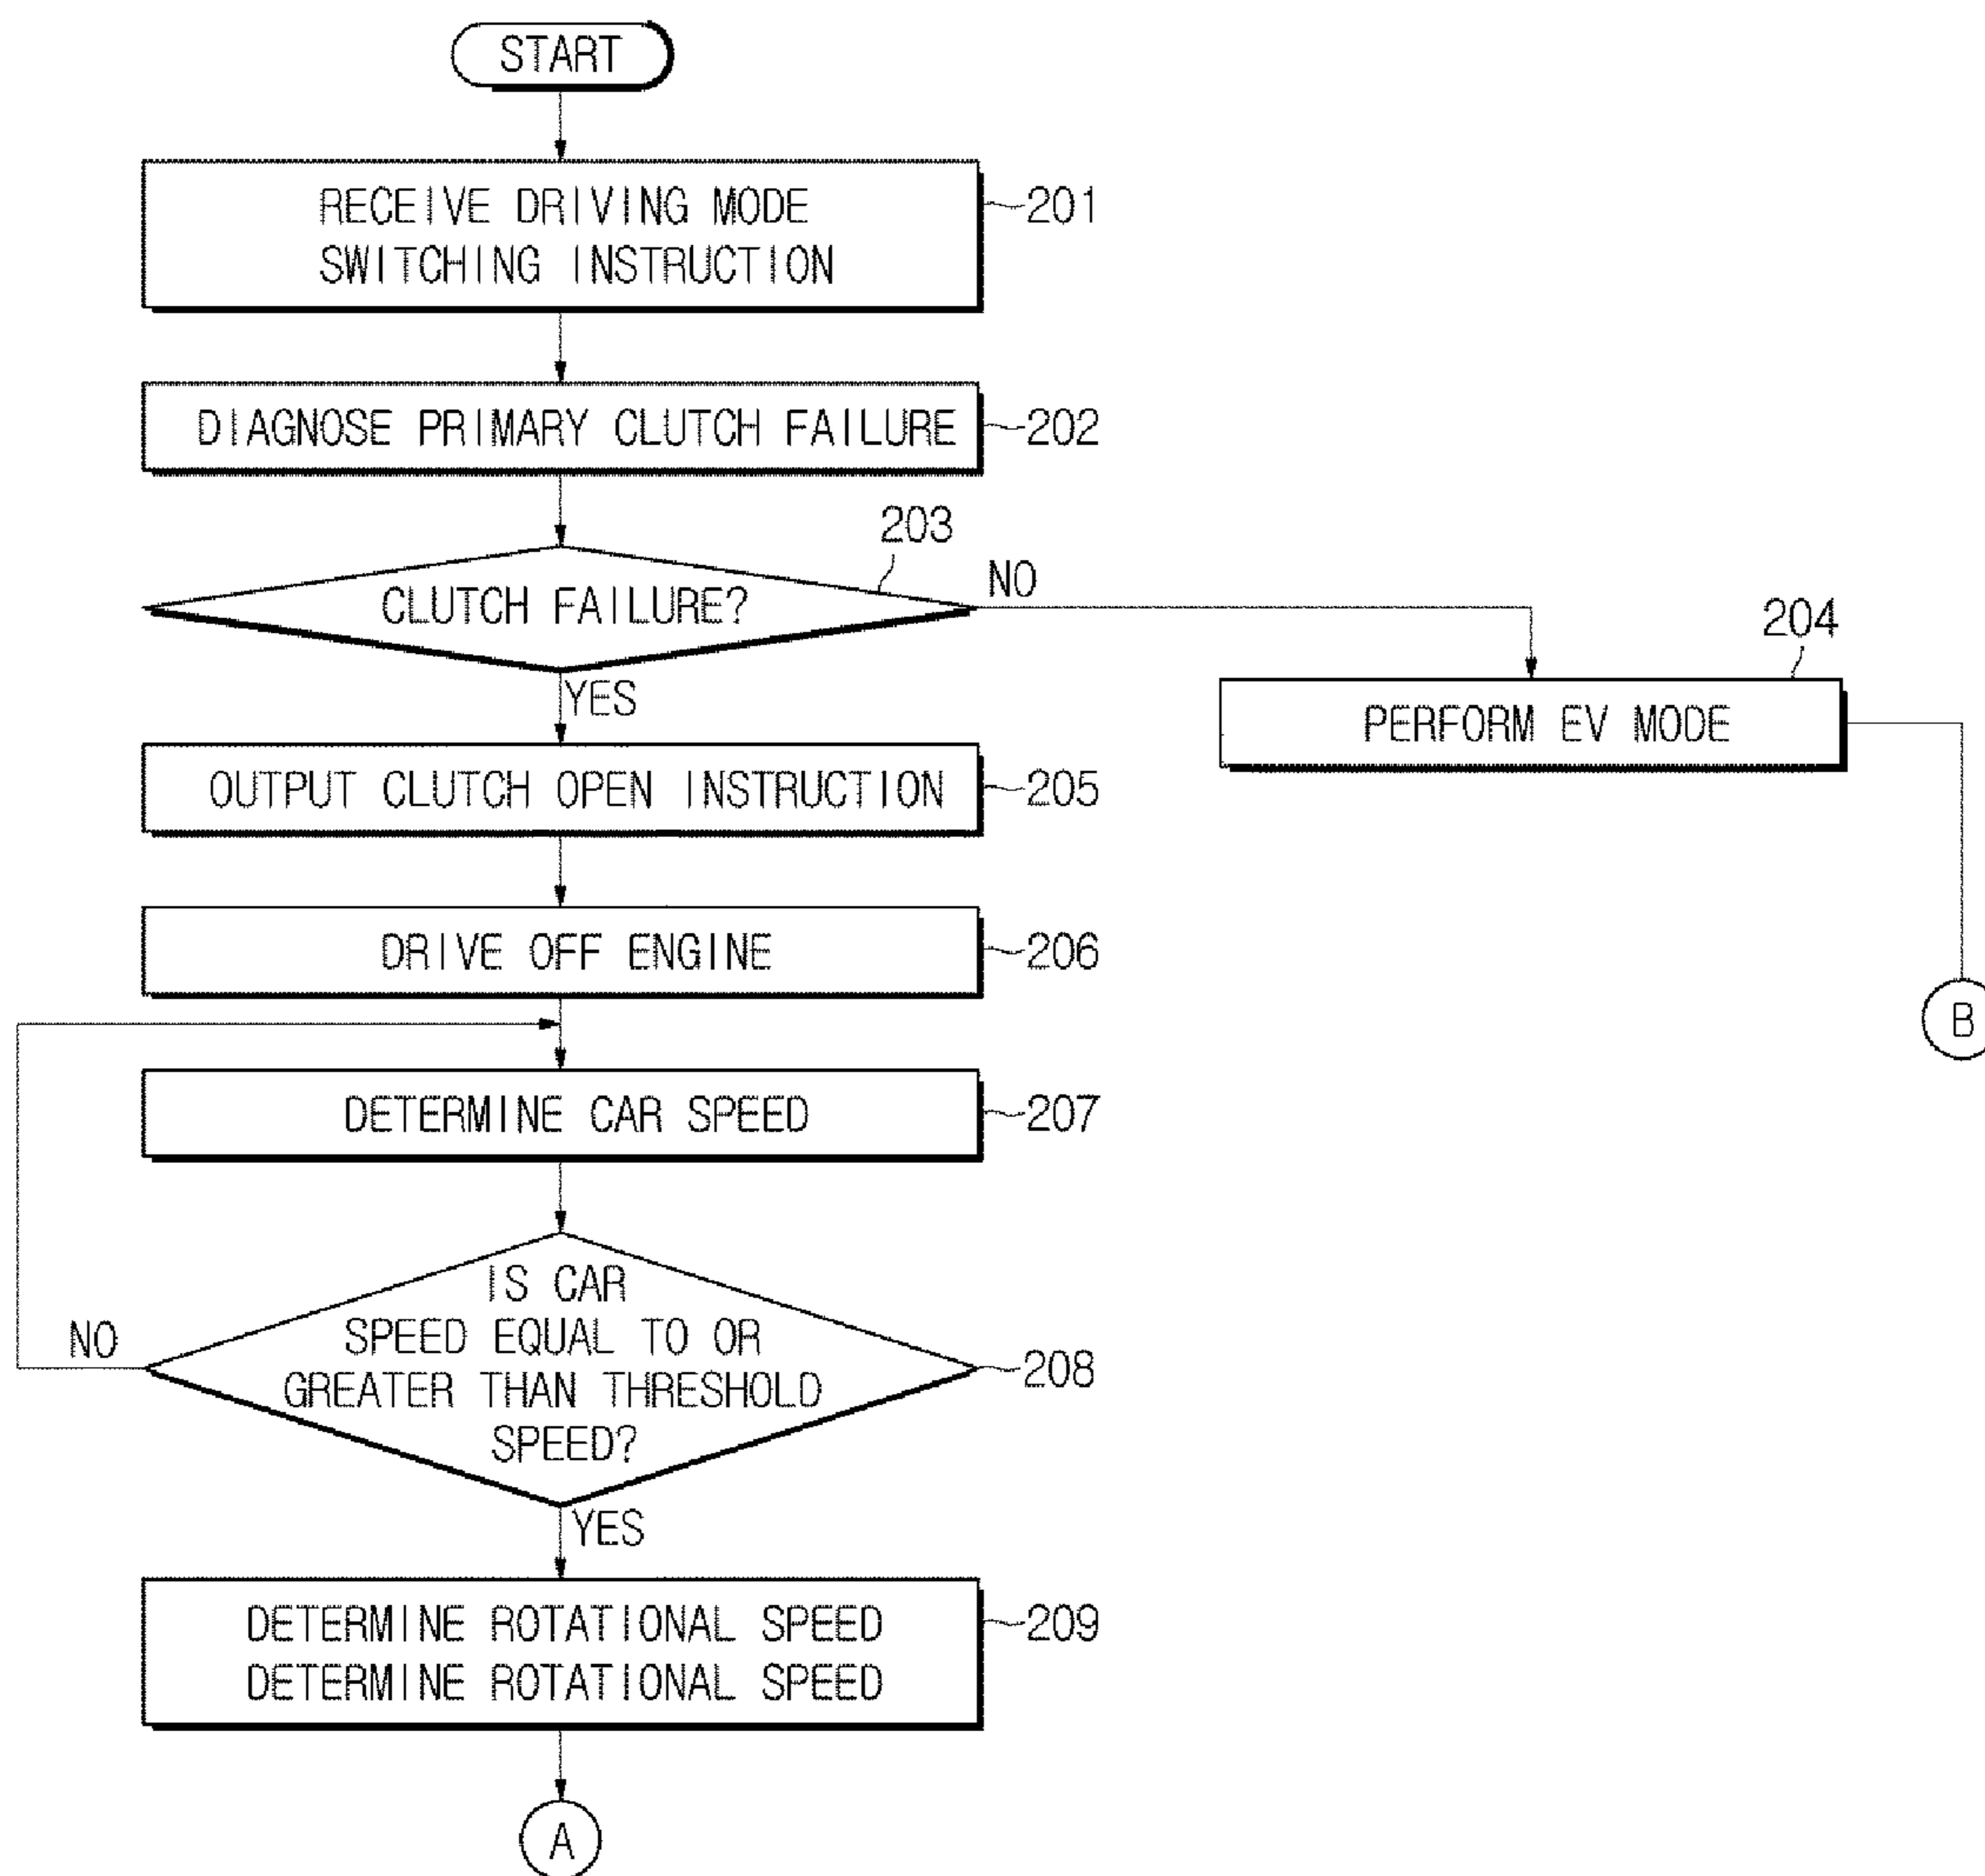 START
RECEIVE DRIVING MODE
SWITCHING INSTRUCTION
201
DIAGNOSE PRIMARY CLUTCH FAILURE
202
203
CLUTCH FAILURE?
NO
YES
204
PERFORM EV MODE
OUTPUT CLUTCH OPEN INSTRUCTION
205
DRIVE OFF ENGINE
206
B
DETERMINE CAR SPEED
207
IS CAR
SPEED EQUAL TO OR
GREATER THAN THRESHOLD
SPEED?
NO
208
YES
DETERMINE ROTATIONAL SPEED
DETERMINE ROTATIONAL SPEED
209
A